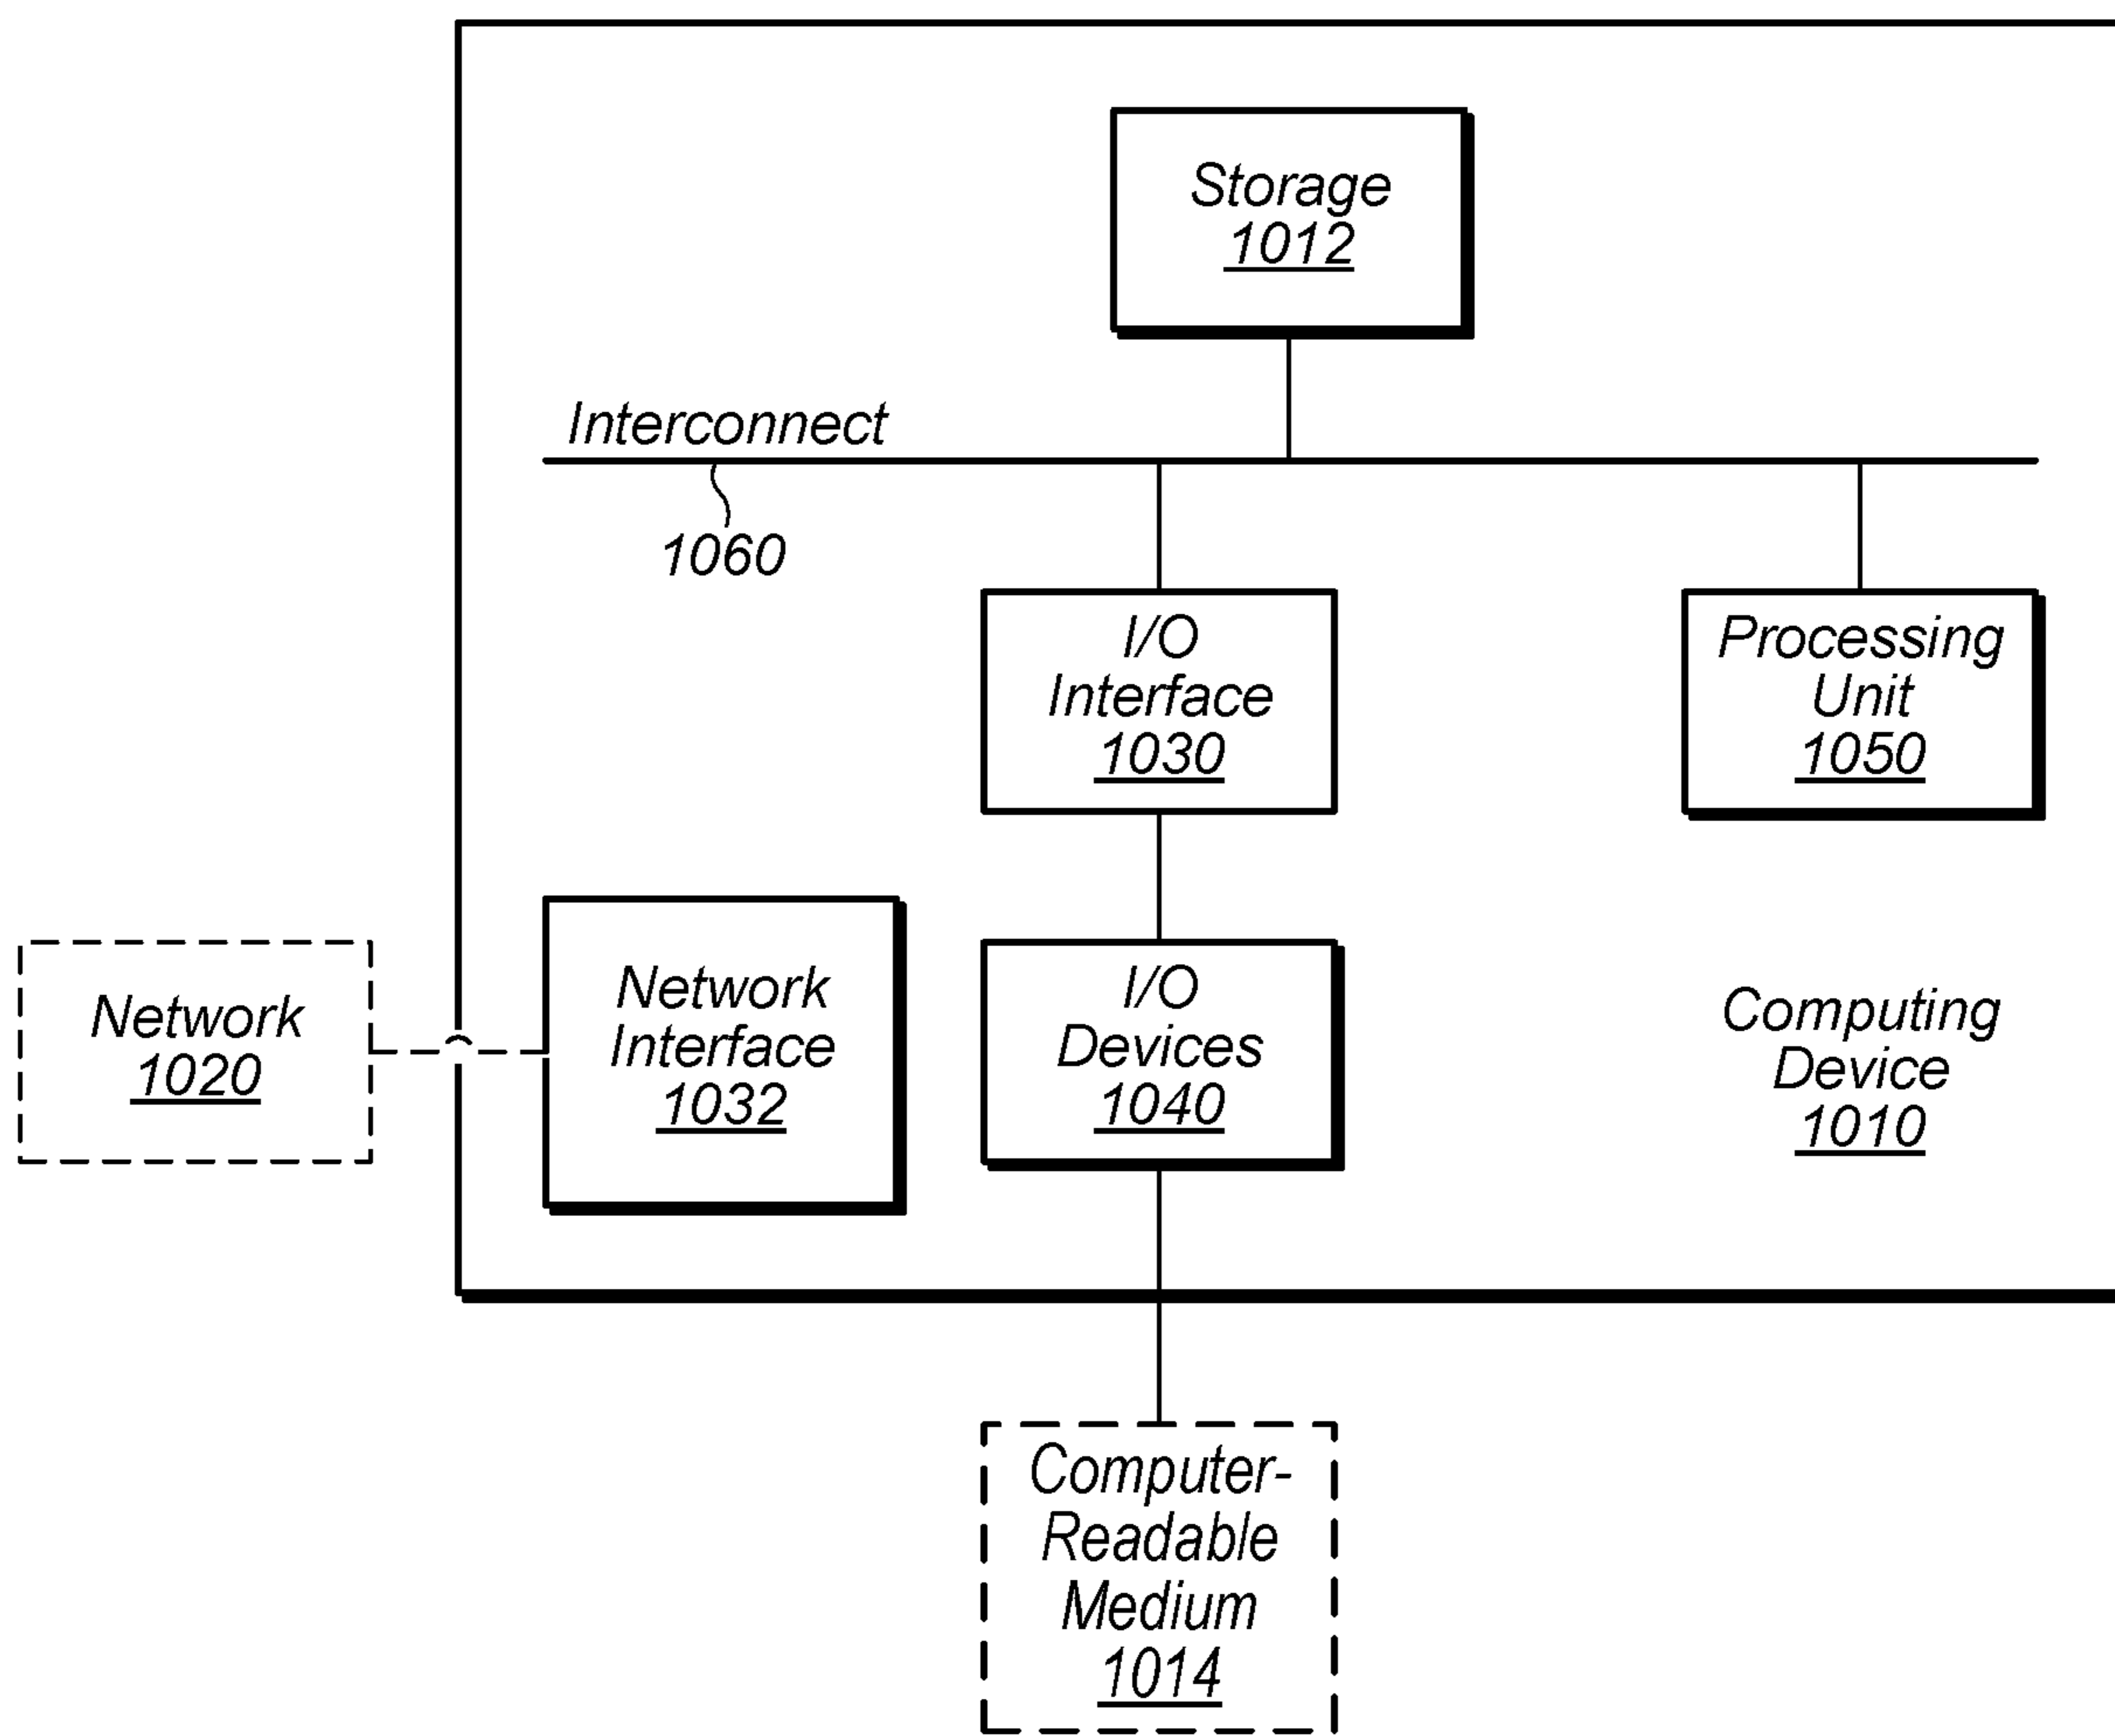 Storage
1012
Interconnect
1060
I/O
Interface
1030
Processing
Unit
1050
Network
1020
Network
Interface
1032
I/O
Devices
1040
Computing
Device
1010
Computer-
Readable
Medium
1014